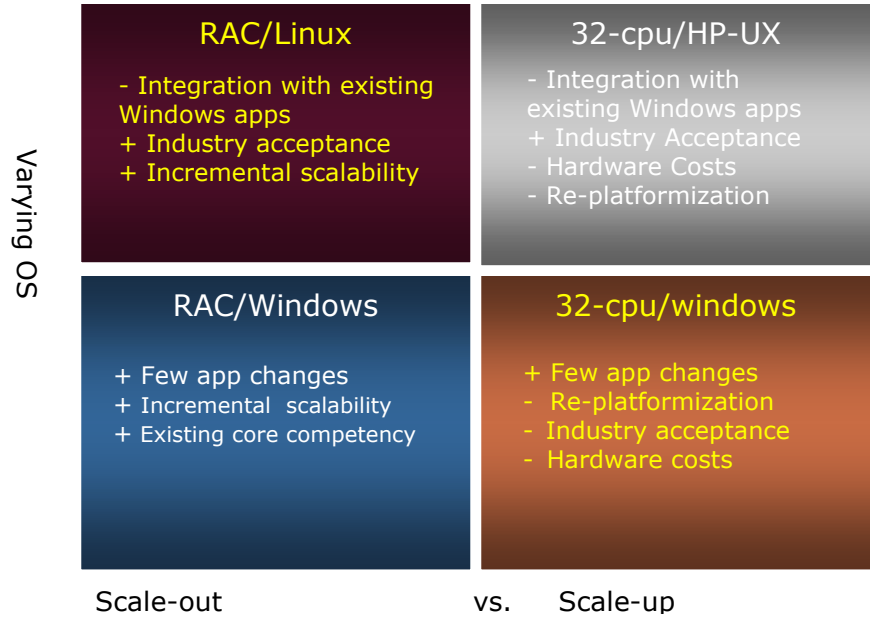 RAC/Linux
- Integration with existing
Windows apps
+ Industry acceptance
+ Incremental scalability
32-cpu/HP-UX
- Integration with
existing Windows apps
+ Industry Acceptance
- Hardware Costs
- Re-platformization
Varying OS
RAC/Windows
+ Few app changes
+ Incremental scalability
+ Existing core competency
32-cpu/windows
+ Few app changes
- Re-platformization
- Industry acceptance
- Hardware costs
Scale-out vs. Scale-up